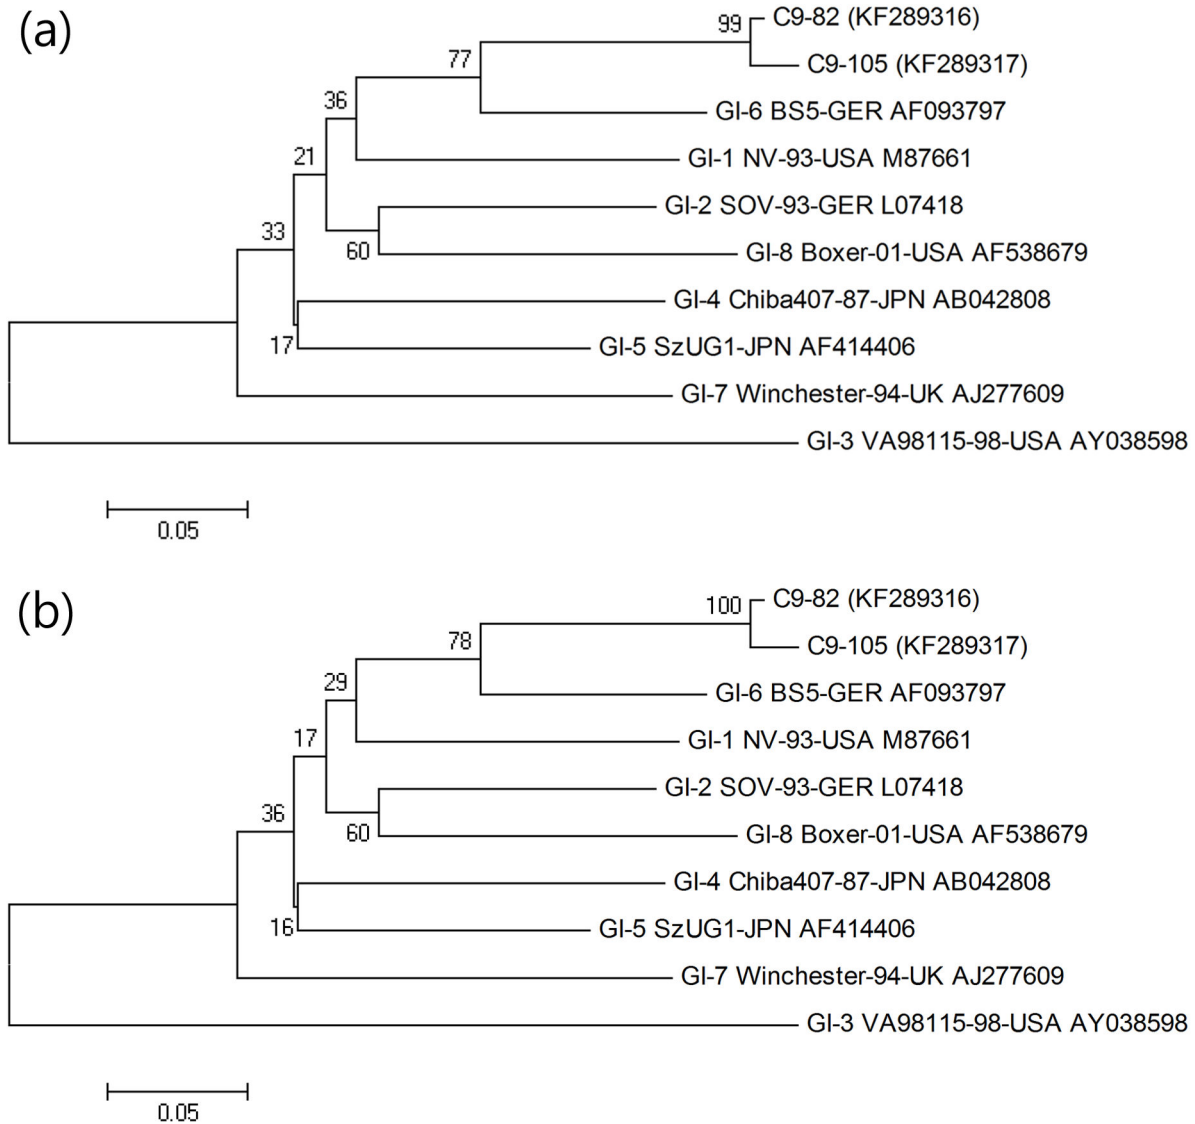 (a)
99
C9-82 (KF289316)
C9-105 (KF289317)
77
GI-6 BS5-GER AF093797
36
GI-1 NV-93-USA M87661
21
GI-2 SOV-93-GER L07418
60
GI-8 Boxer-01-USA AF538679
33
GI-4 Chiba407-87-JPN AB042808
17
GI-5 SzUG1-JPN AF414406
GI-7 Winchester-94-UK AJ277609
GI-3 VA98115-98-USA AY038598
0.05
(b)
100
C9-82 (KF289316)
C9-105 (KF289317)
78
GI-6 BS5-GER AF093797
29
GI-1 NV-93-USA M87661
17
GI-2 SOV-93-GER L07418
60
GI-8 Boxer-01-USA AF538679
36
GI-4 Chiba407-87-JPN AB042808
16
GI-5 SzUG1-JPN AF414406
GI-7 Winchester-94-UK AJ277609
GI-3 VA98115-98-USA AY038598
0.05